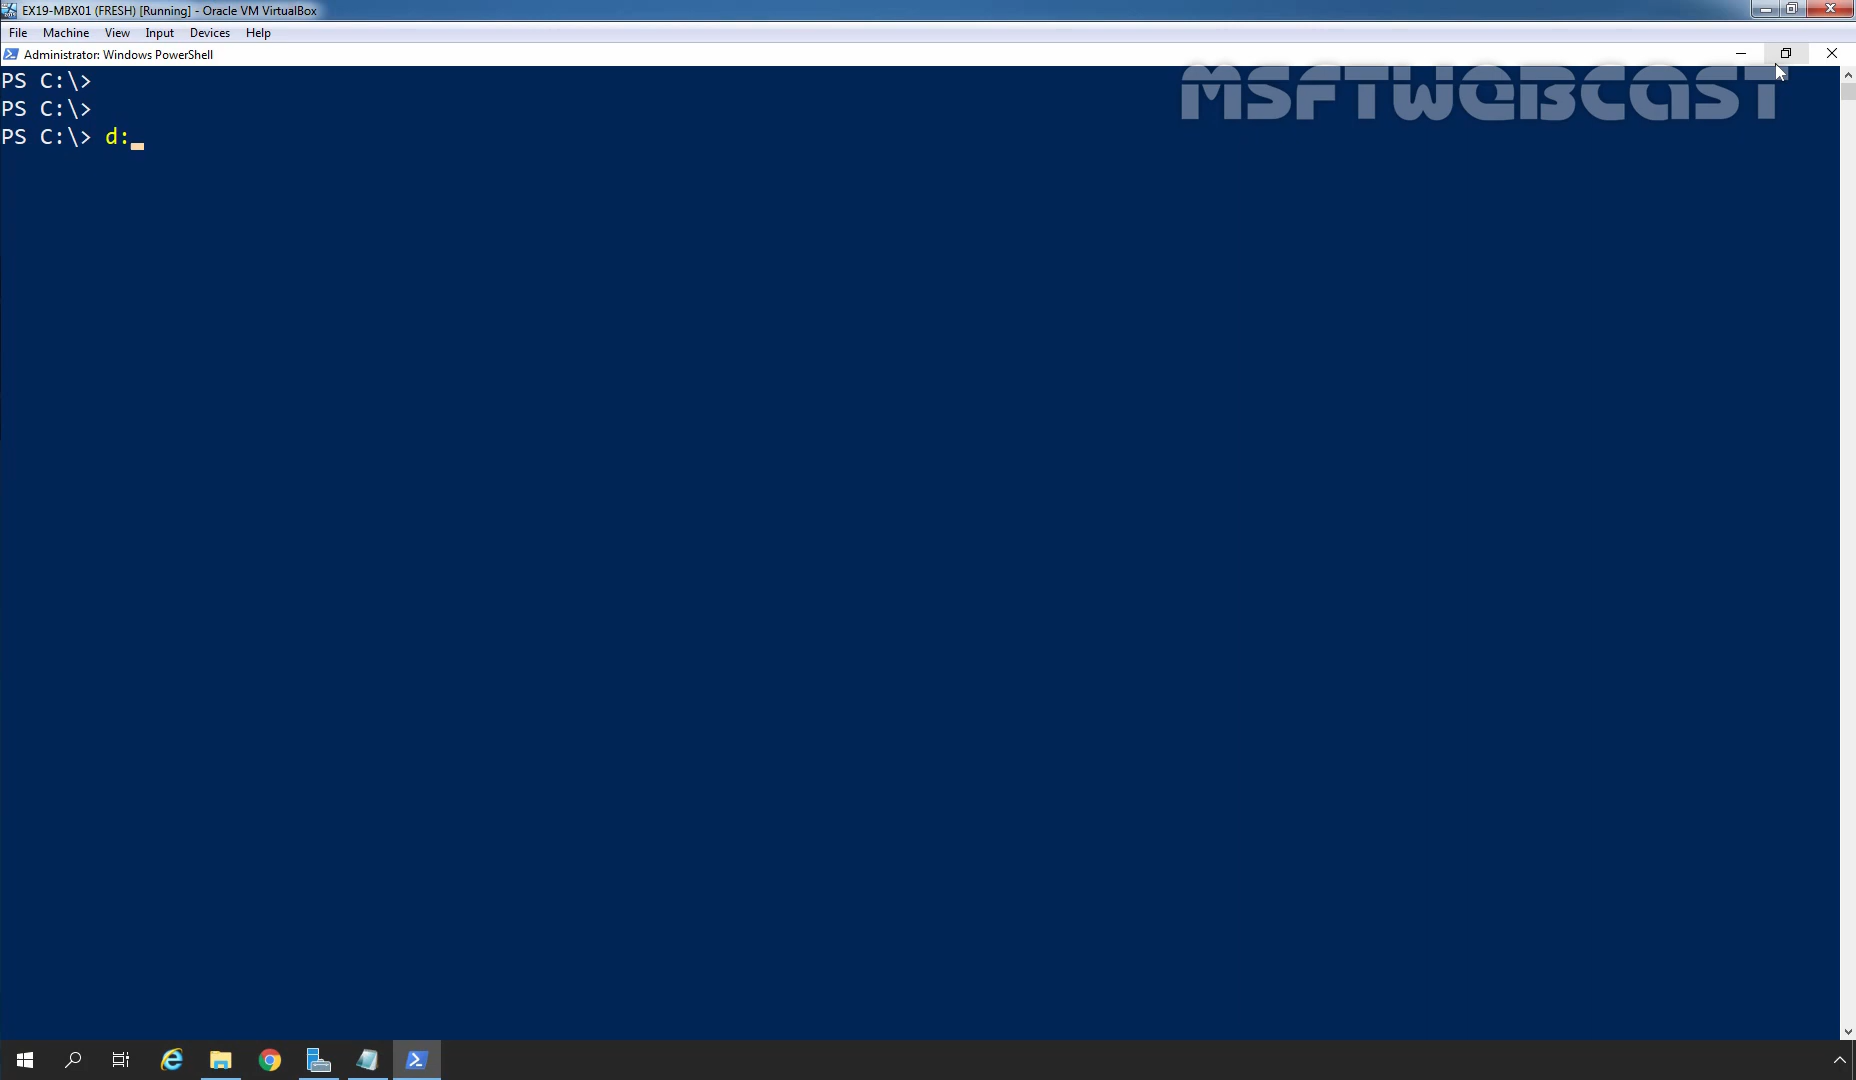 EX19-MBX01 (FRESH) [Running] - Oracle VM VirtualBox
File Machine View Input Devices Help
Administrator: Windows PowerShell
MSFTWEBCAST
PS C:\>
PS C:\>
PS C:\> d: